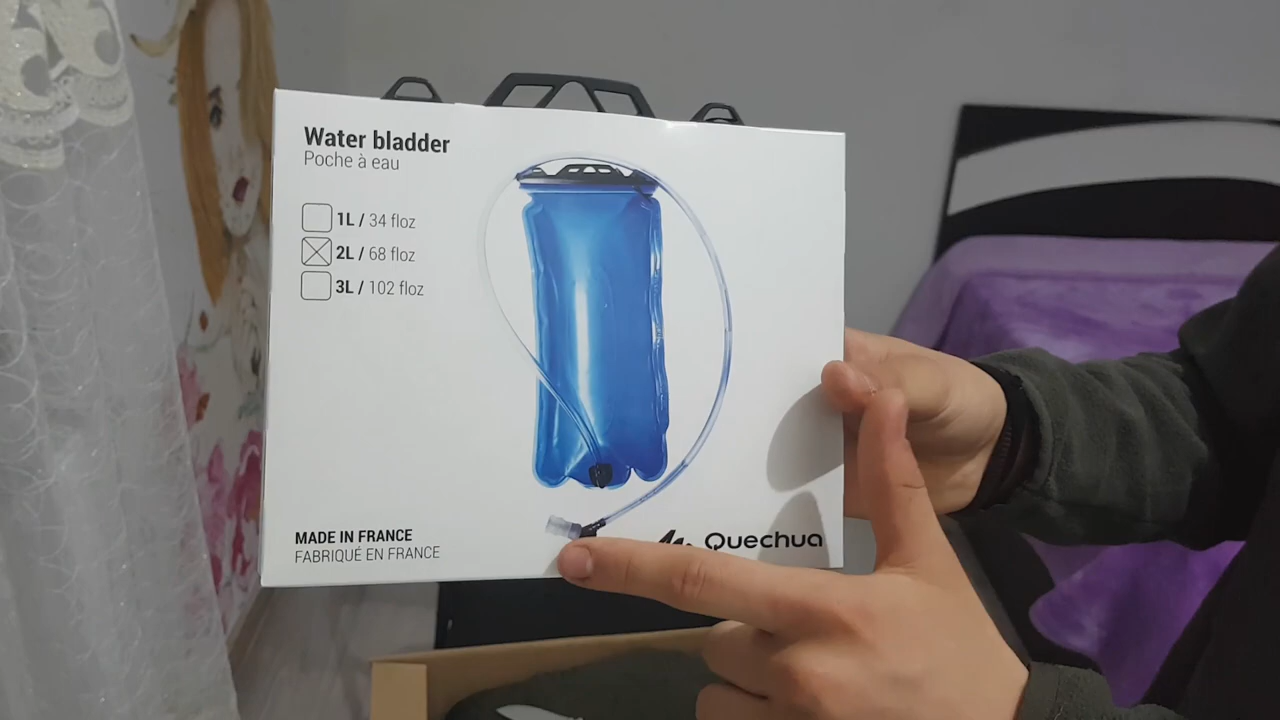 Water bladder
Poche à eau
1L / 34 floz
2L / 68 floz
3L / 102 floz
MADE IN FRANCE
FABRIQUÉ EN FRANCE
Quechua